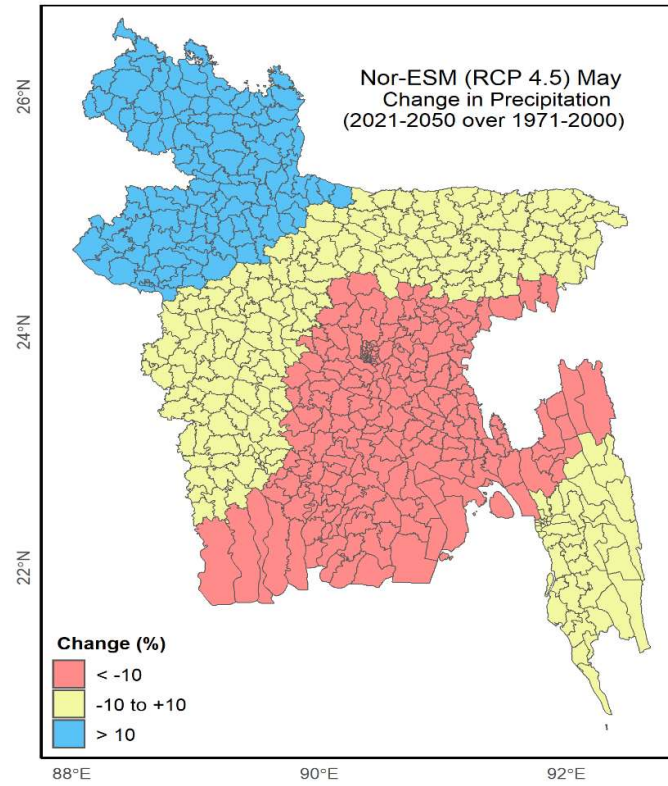 Nor-ESM (RCP 4.5) May
Change in Precipitation
(2021-2050 over 1971-2000)
26°N
24°N
22°N
Change (%)
< -10
-10 to +10
> 10
88°E
90°E
92°E